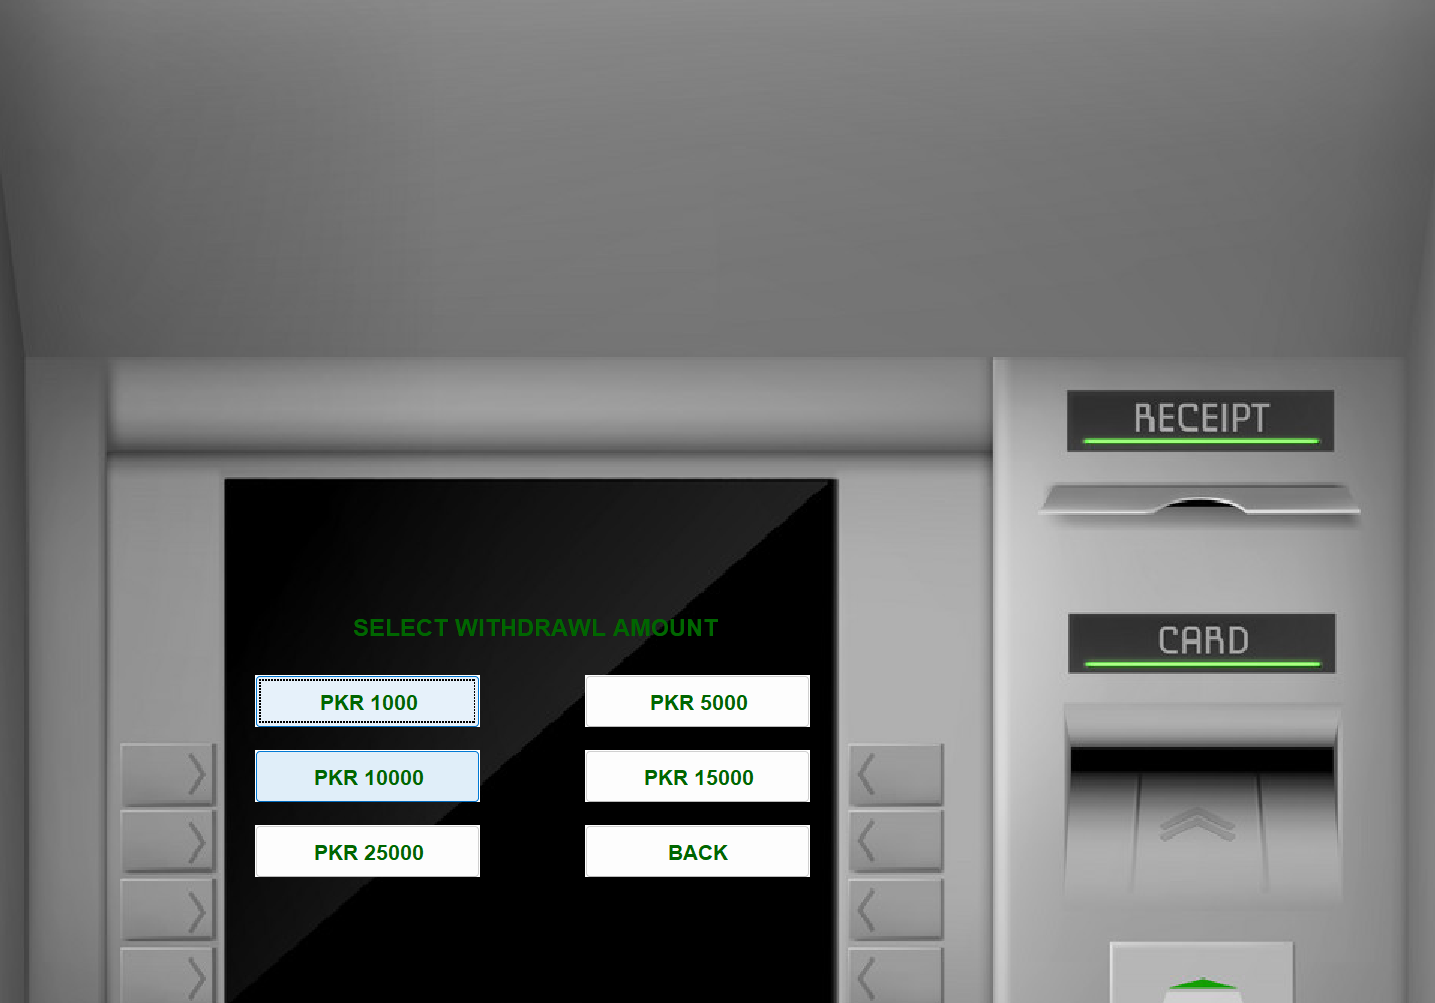 RECEIPT
SELECT WITHDRAWL AMOUNT
CARD
PKR 1000
PKR 5000
PKR 10000
PKR 15000
PKR 25000
BACK